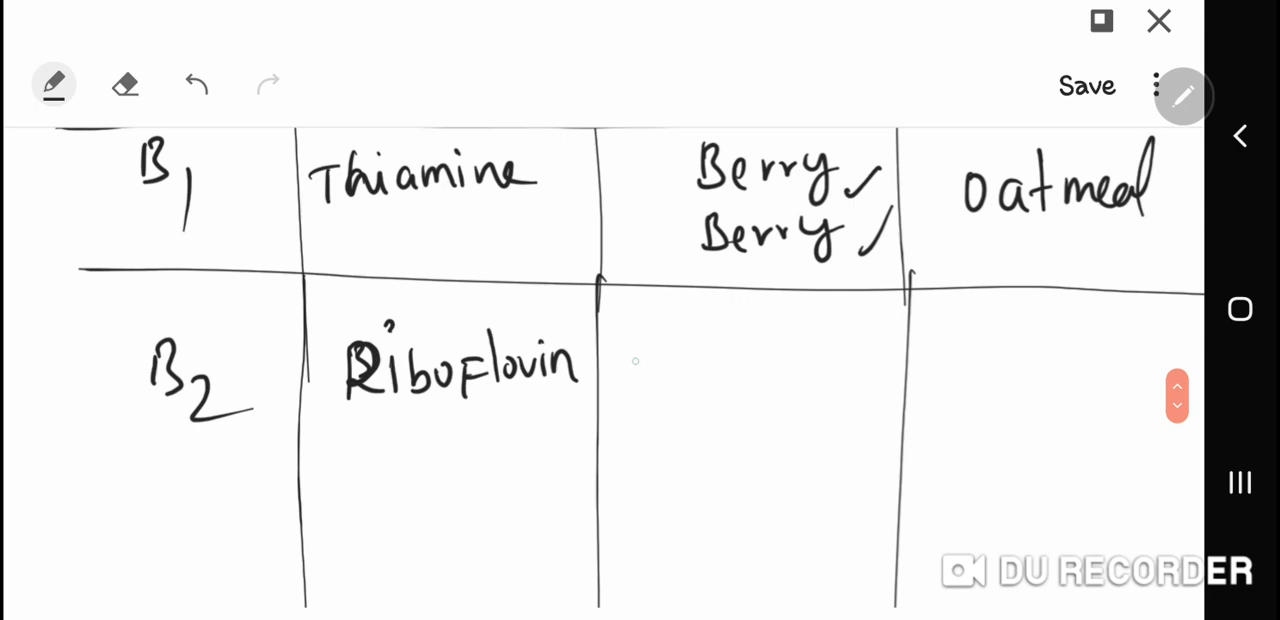 Save
B1 Thiamine Berry ✓ Oatmeal
Berry ✓
B2 Riboflovin
DU RECORDER